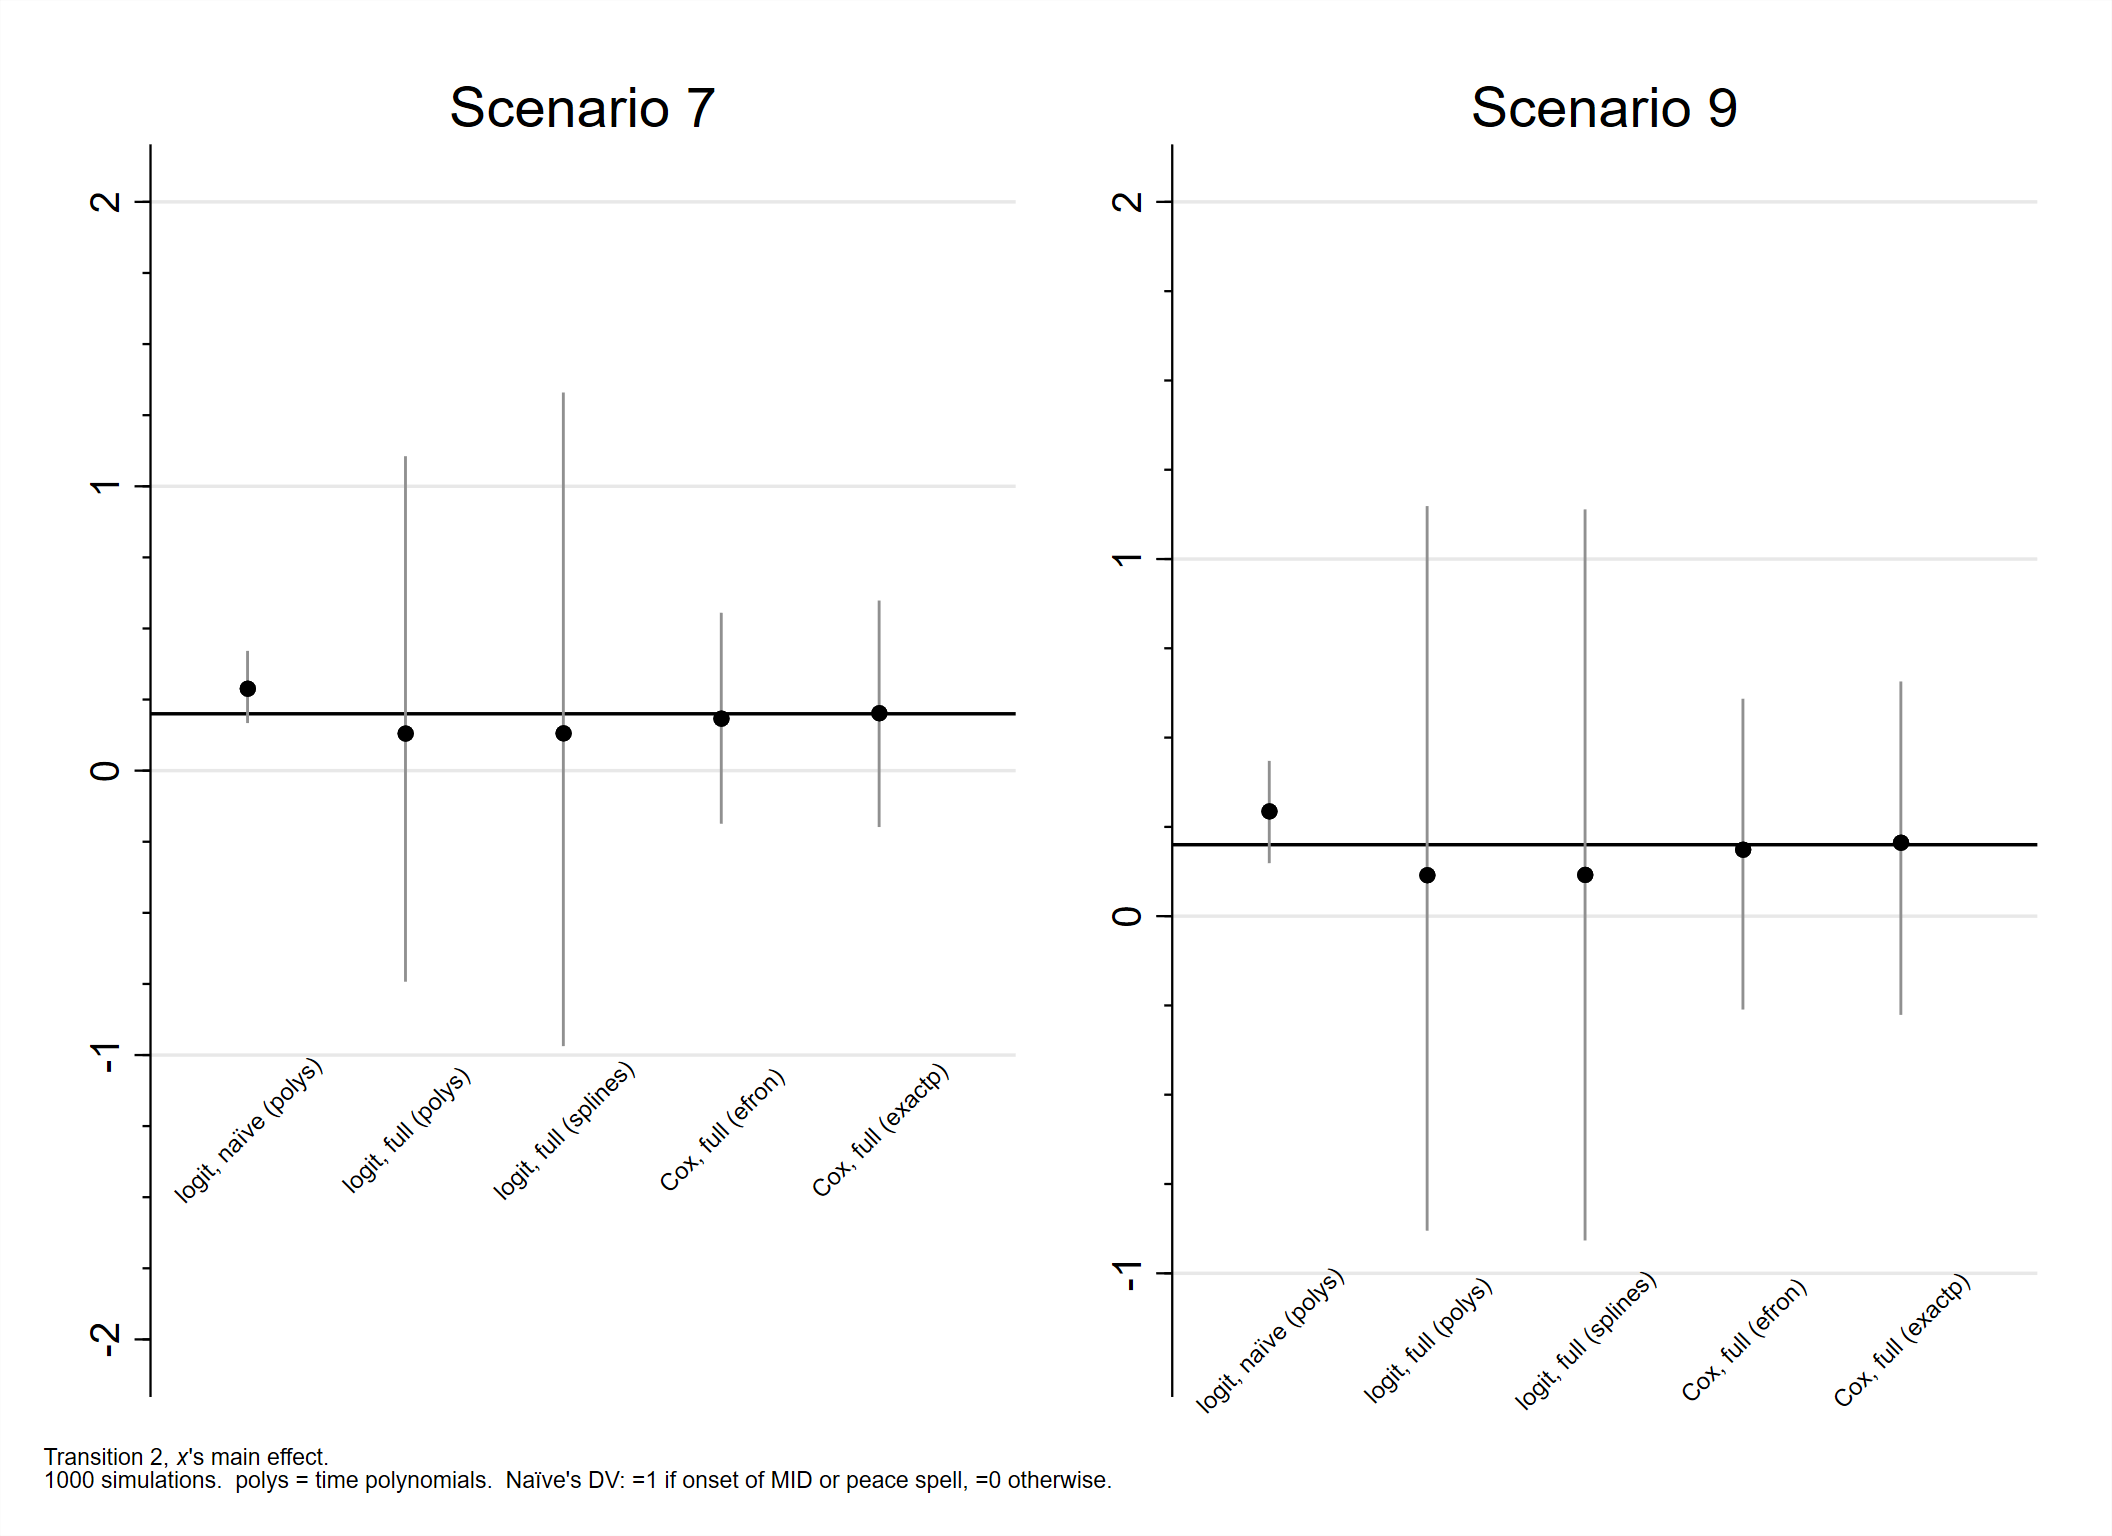 Scenario 7
2
1
0
-1
-2
logit, naïve (polys)
logit, full (polys)
logit, full (splines)
Cox, full (efron)
Cox, full (exactp)
Scenario 9
2
1
0
-1
logit, naïve (polys)
logit, full (polys)
logit, full (splines)
Cox, full (efron)
Cox, full (exactp)
Transition 2, x's main effect.
1000 simulations.  polys = time polynomials.  Naïve's DV: =1 if onset of MID or peace spell, =0 otherwise.